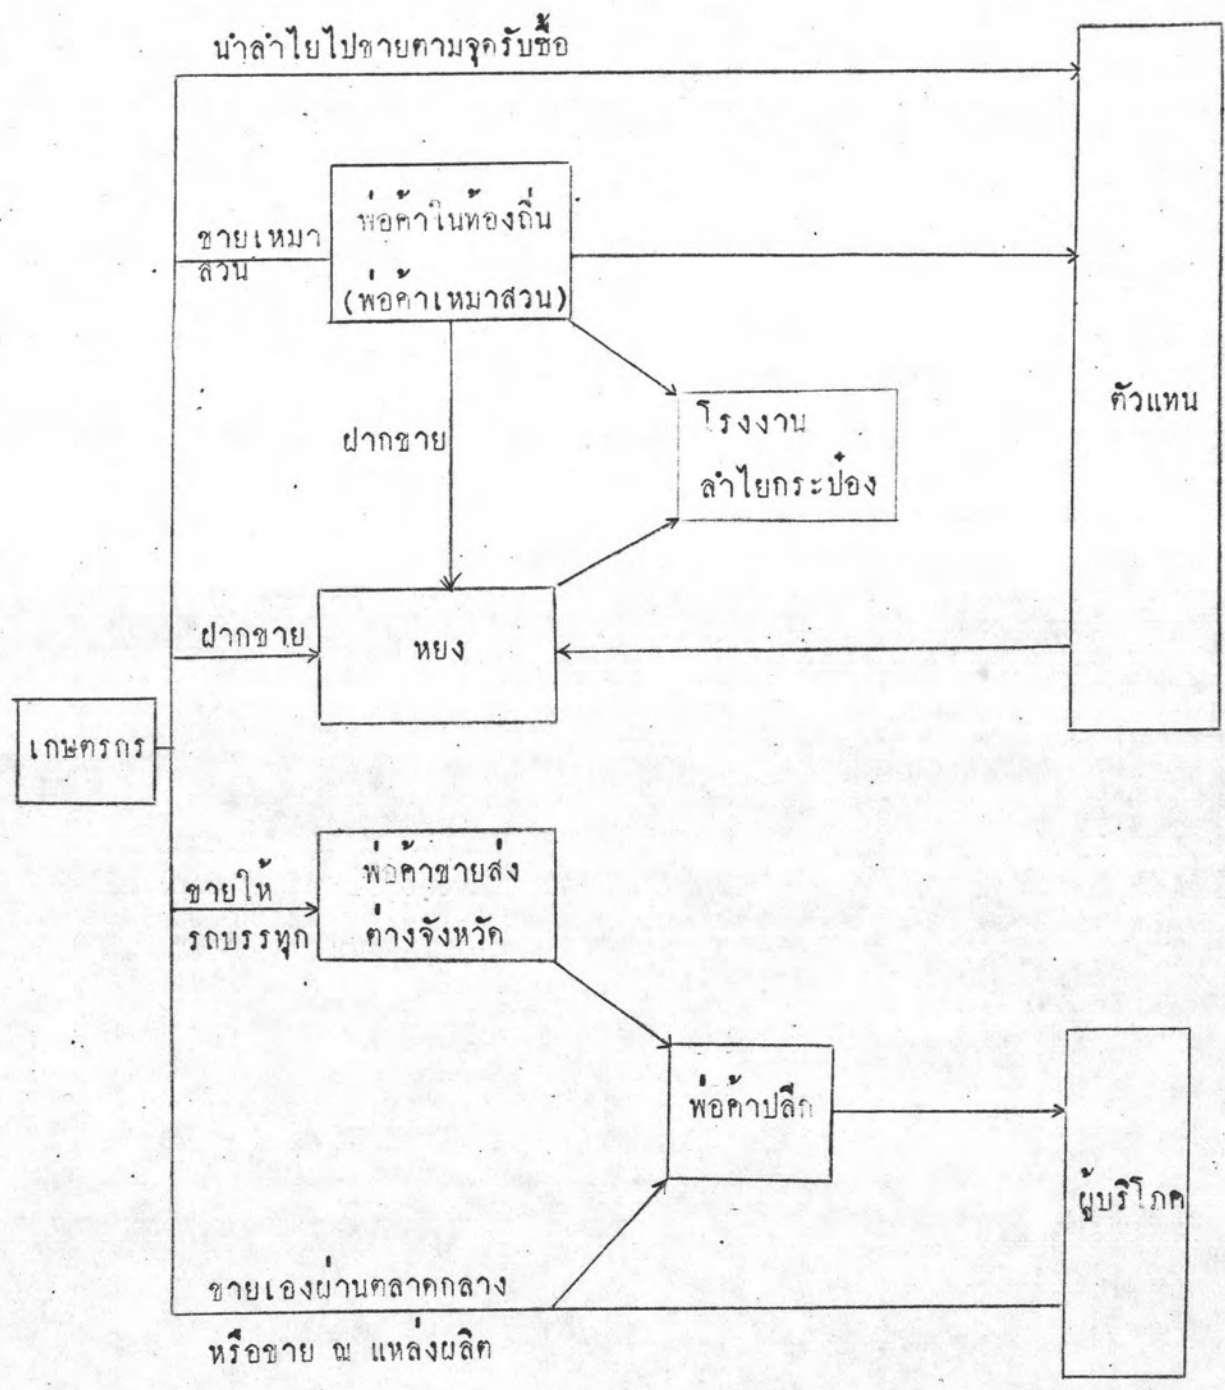 นำลำไยไปขายตามจุดรับซื้อ
ขายเหมา
สวน
พ่อค้าในท้องถิ่น
(พ่อค้าเหมาสวน)
ตัวแทน
โรงงาน
ลำไยกระป๋อง
ฝากขาย
ฝากขาย
หยง
เกษตรกร
ขายให้
รถบรรทุก
พ่อค้าขายส่ง
ต่างจังหวัด
พ่อค้าปลีก
ผู้บริโภค
ขายเองผ่านตลาดกลาง
หรือขาย ณ แหล่งผลิต